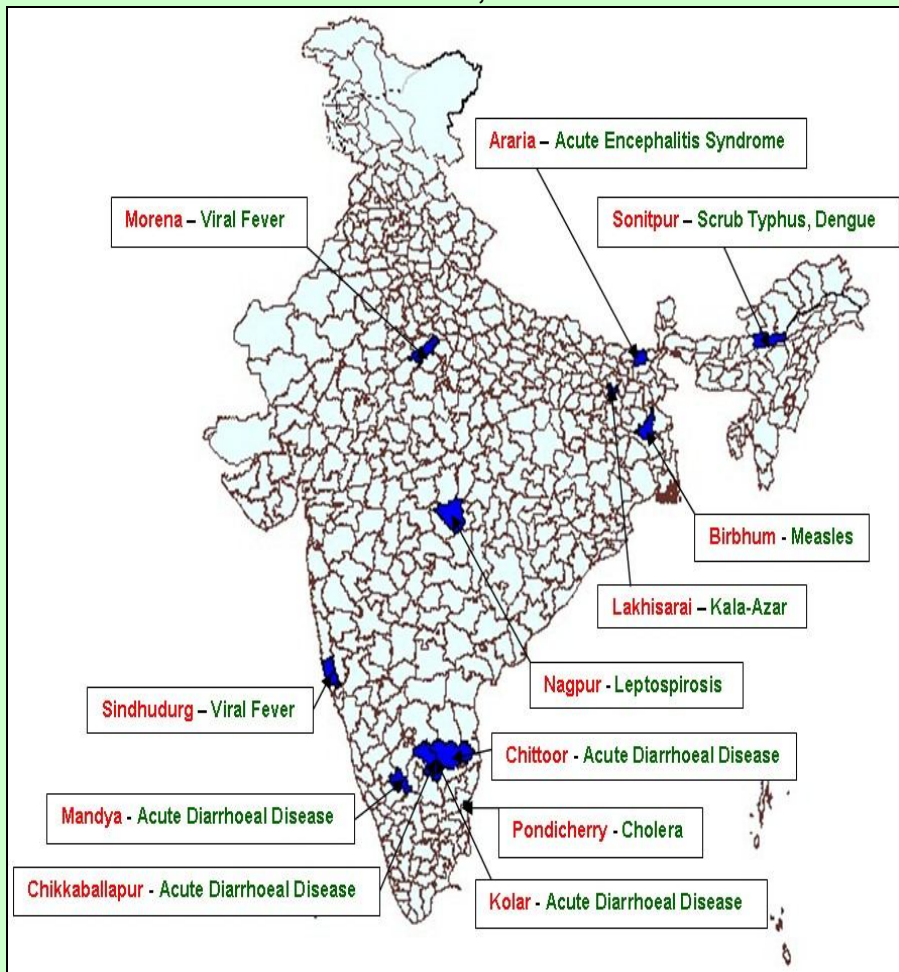 Araria – Acute Encephalitis Syndrome
Morena – Viral Fever
Sonitpur – Scrub Typhus, Dengue
Birbhum - Measles
Lakhisarai – Kala-Azar
Nagpur - Leptospirosis
Sindhudurg – Viral Fever
Chittoor - Acute Diarrhoeal Disease
Mandya - Acute Diarrhoeal Disease
Pondicherry - Cholera
Chikkaballapur - Acute Diarrhoeal Disease
Kolar - Acute Diarrhoeal Disease